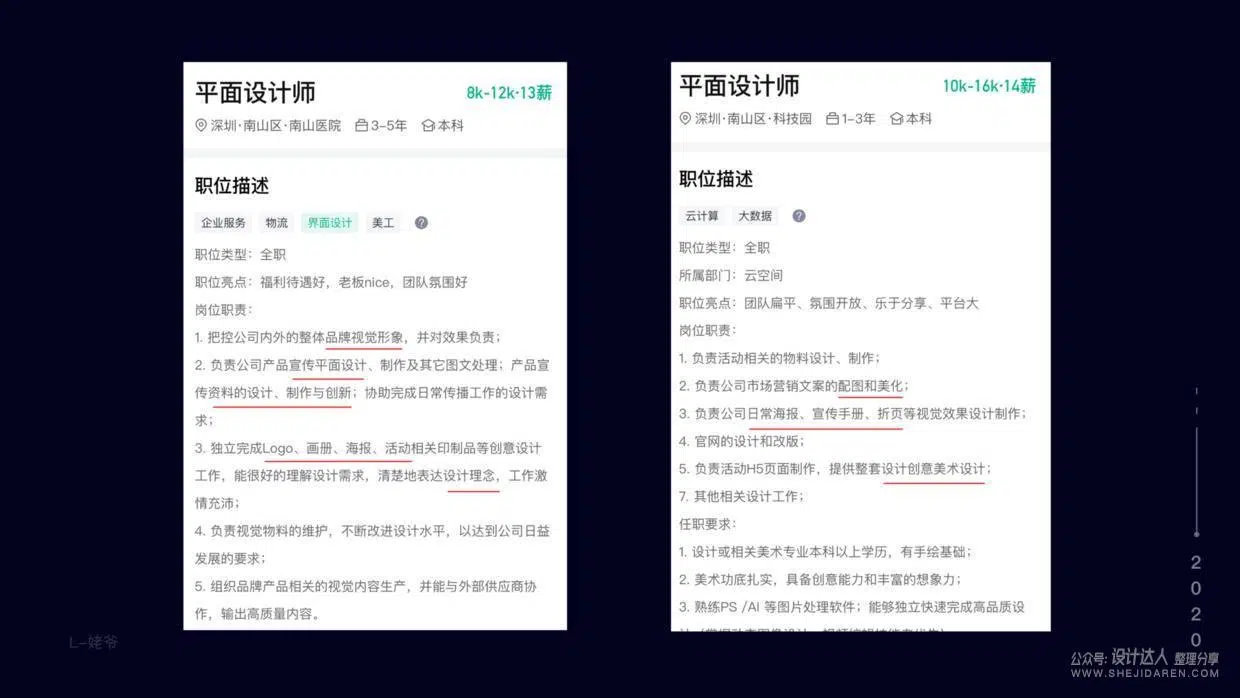 平面设计师
8k-12k·13薪
深圳·南山区·南山医院 3-5年 本科
职位描述
企业服务 物流 界面设计 美工 ?
职位类型：全职
职位亮点：福利待遇好，老板nice，团队氛围好
岗位职责：
1. 把控公司内外的整体品牌视觉形象，并对效果负责；
2. 负责公司产品宣传平面设计、制作及其它图文处理；产品宣
传资料的设计、制作与创新；协助完成日常传播工作的设计需
求；
3. 独立完成Logo、画册、海报、活动相关印制品等创意设计
工作，能很好的理解设计需求，清楚地表达设计理念，工作激
情充沛；
4. 负责视觉物料的维护，不断改进设计水平，以达到公司日益
发展的要求；
5. 组织品牌产品相关的视觉内容生产，并能与外部供应商协
作，输出高质量内容。
平面设计师
10k-16k·14薪
深圳·南山区·科技园 1-3年 本科
职位描述
云计算 大数据 ?
职位类型：全职
所属部门：云空间
职位亮点：团队扁平、氛围开放、乐于分享、平台大
岗位职责：
1. 负责活动相关的物料设计、制作；
2. 负责公司市场营销文案的配图和美化；
3. 负责公司日常海报、宣传手册、折页等视觉效果设计制作；
4. 官网的设计和改版；
5. 负责活动H5页面制作，提供整套设计创意美术设计；
7. 其他相关设计工作；
任职要求：
1. 设计或相关美术专业本科以上学历，有手绘基础；
2. 美术功底扎实，具备创意能力和丰富的想象力；
3. 熟练PS /AI 等图片处理软件；能够独立快速完成高品质设
L-姥爷
2020
公众号: 设计达人 整理分享
WWW.SHEJIDAREN.COM